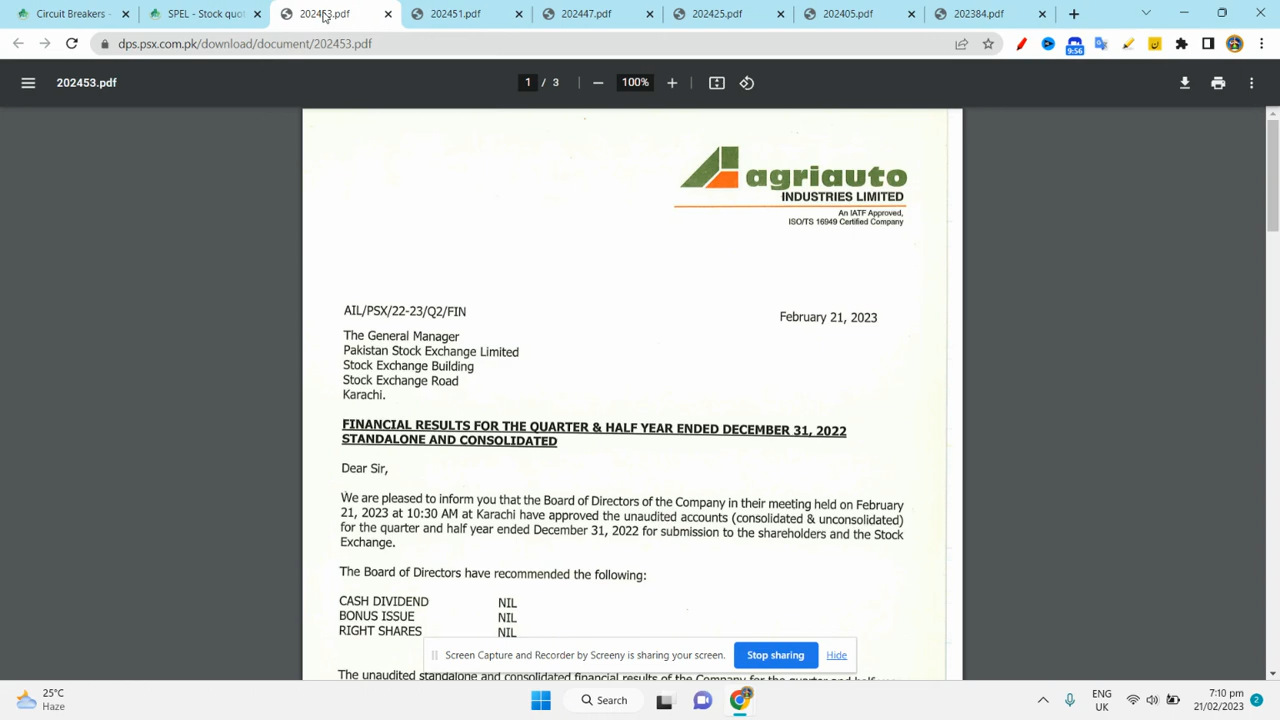 Circuit Breakers -
SPEL - Stock quot
202453.pdf
202451.pdf
202447.pdf
202425.pdf
202405.pdf
202384.pdf
dps.psx.com.pk/download/document/202453.pdf
9:56
202453.pdf
1 / 3
100%
agriauto
INDUSTRIES LIMITED
An IATF Approved,
ISO/TS 16949 Certified Company
AIL/PSX/22-23/Q2/FIN
February 21, 2023
The General Manager
Pakistan Stock Exchange Limited
Stock Exchange Building
Stock Exchange Road
Karachi.
FINANCIAL RESULTS FOR THE QUARTER & HALF YEAR ENDED DECEMBER 31, 2022
STANDALONE AND CONSOLIDATED
Dear Sir,
We are pleased to inform you that the Board of Directors of the Company in their meeting held on February
21, 2023 at 10:30 AM at Karachi have approved the unaudited accounts (consolidated & unconsolidated)
for the quarter and half year ended December 31, 2022 for submission to the shareholders and the Stock
Exchange.
The Board of Directors have recommended the following:
CASH DIVIDEND NIL
BONUS ISSUE NIL
RIGHT SHARES NIL
Screen Capture and Recorder by Screeny is sharing your screen.
Stop sharing
Hide
The unaudited standalone and consolidated financial results of the Company for the quarter and half
25°C
Haze
Search
ENG
UK
7:10 pm
21/02/2023
2